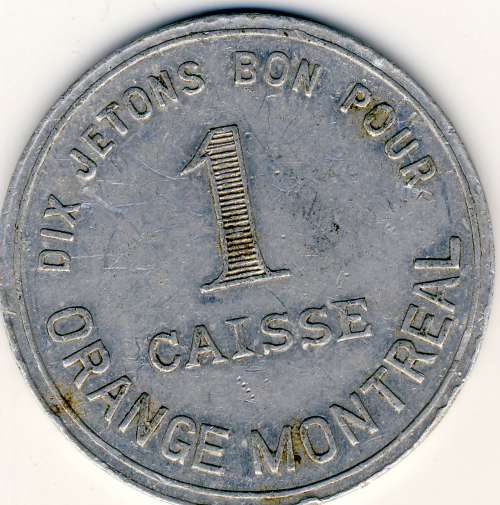 DIX JETONS BON POUR
1
CAISSE
ORANGE MONTREAL